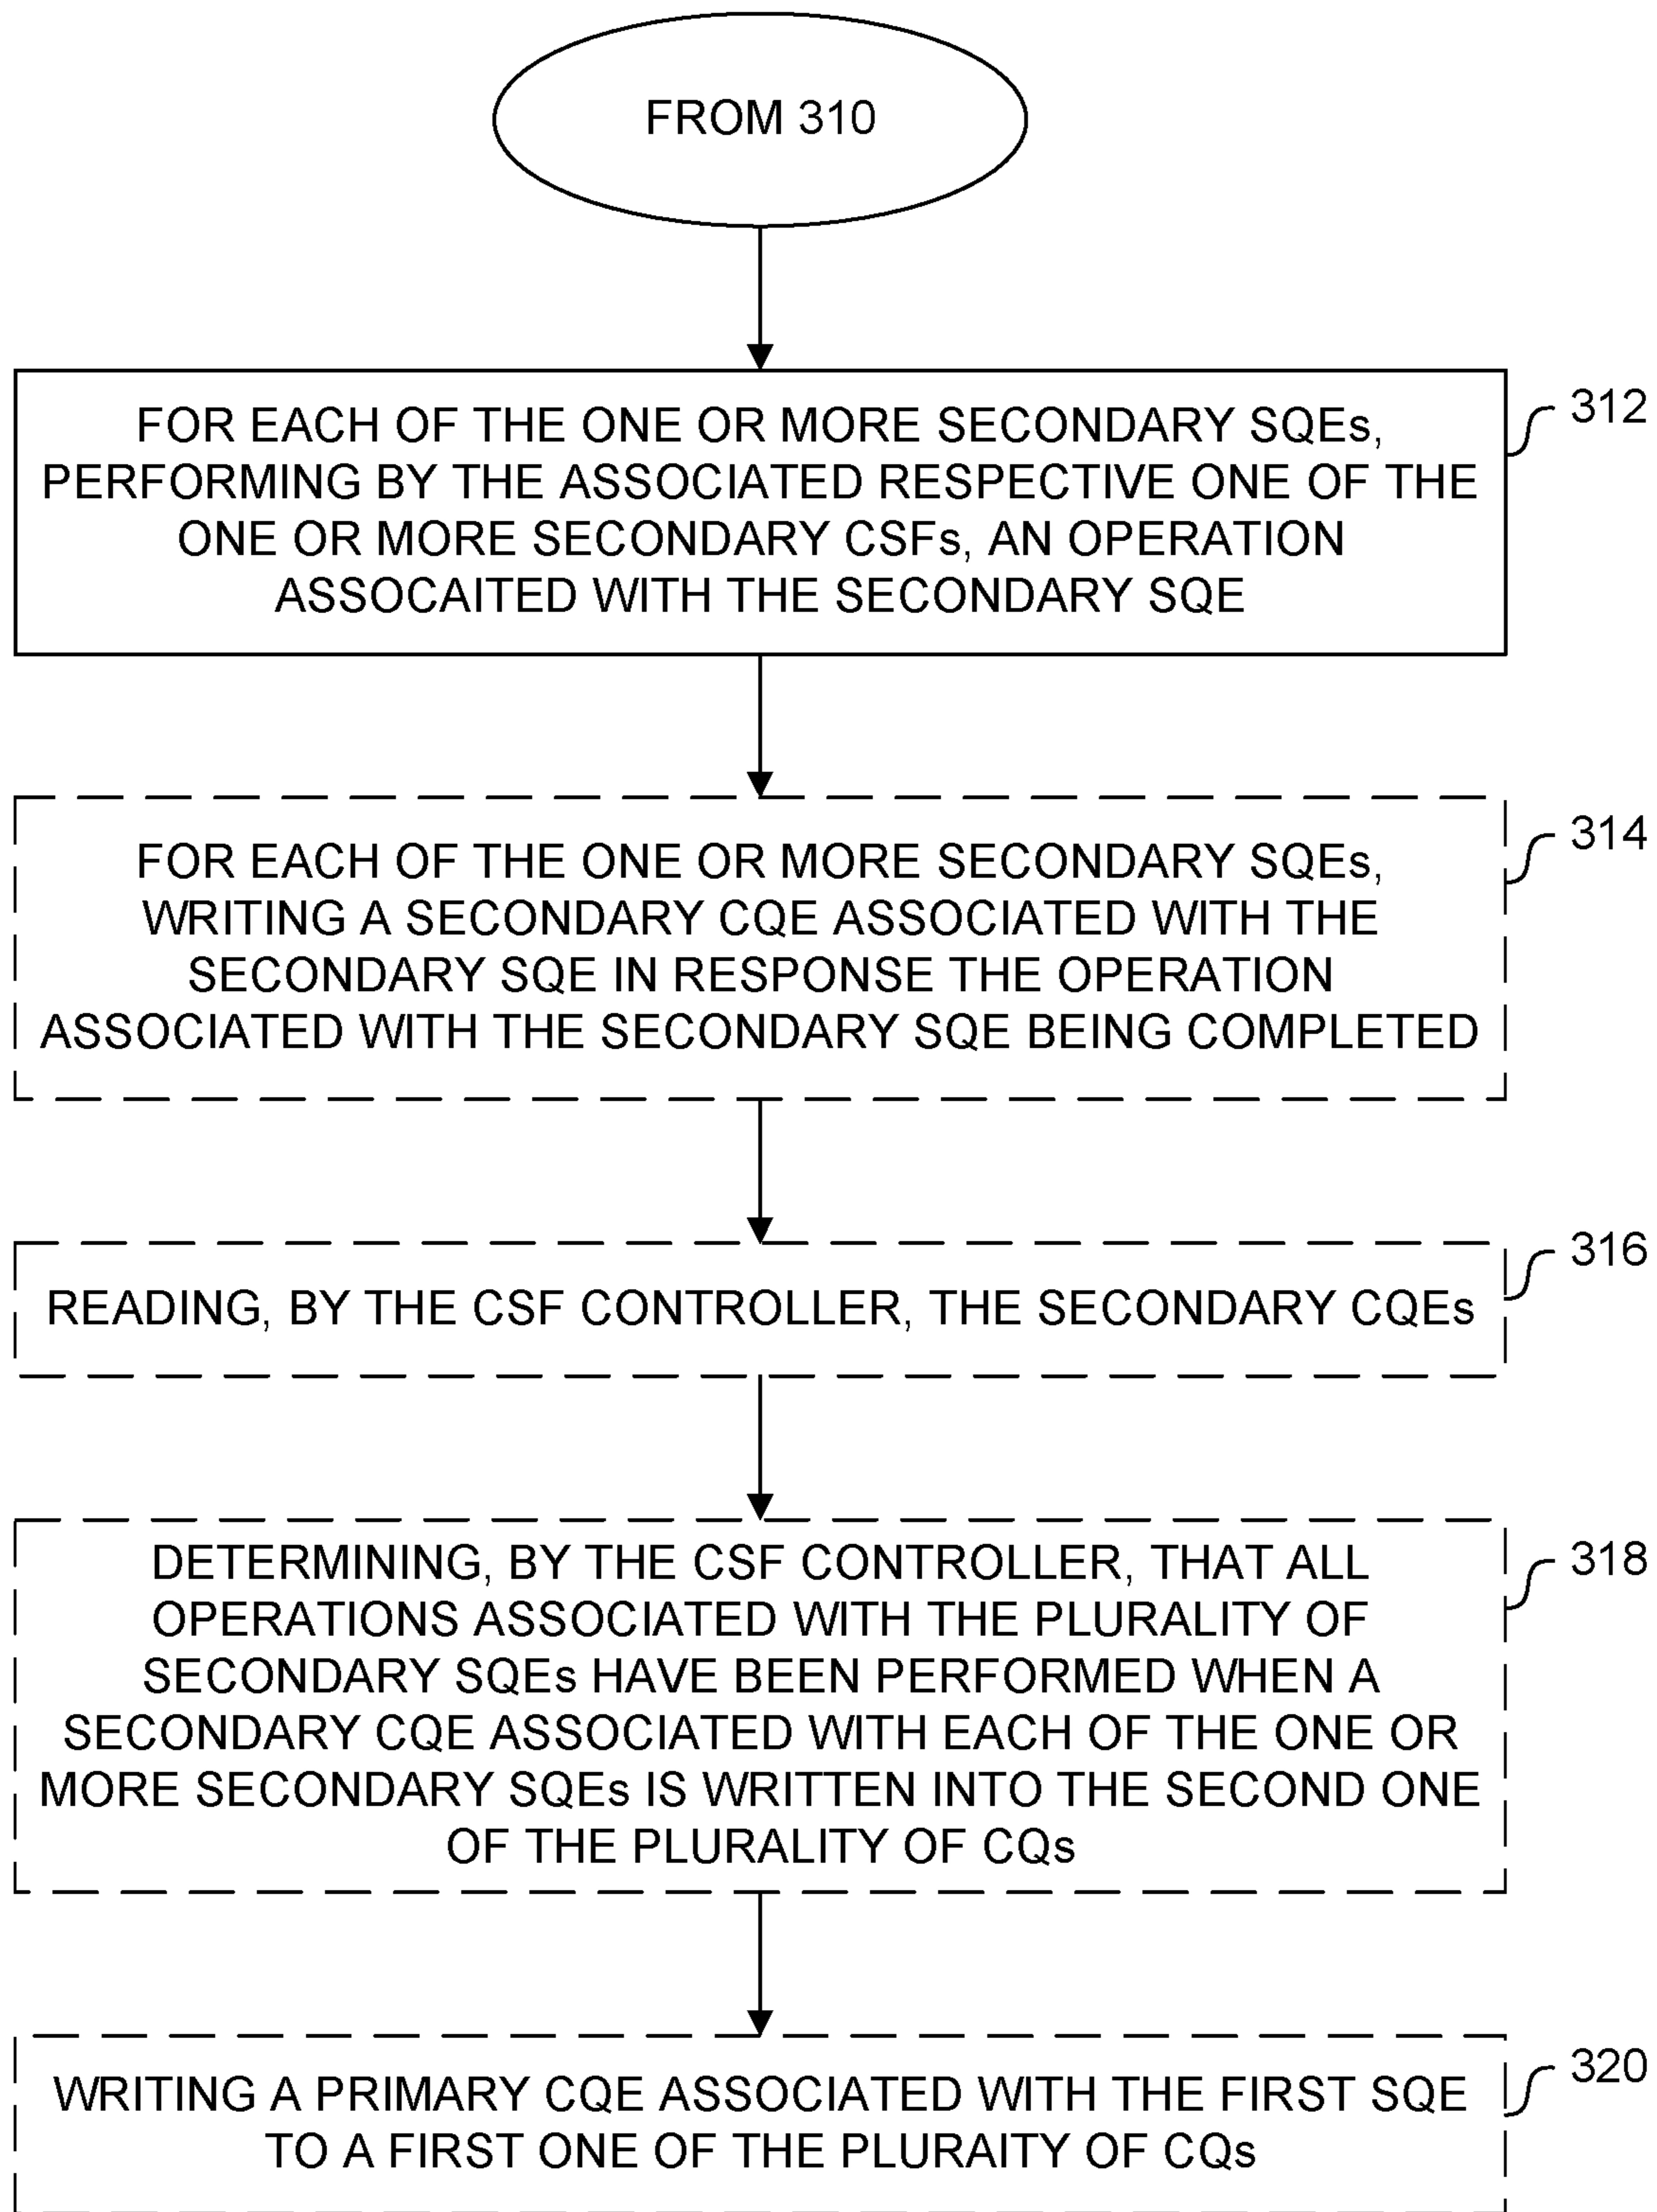 FROM 310
FOR EACH OF THE ONE OR MORE SECONDARY SQEs,
PERFORMING BY THE ASSOCIATED RESPECTIVE ONE OF THE
ONE OR MORE SECONDARY CSFs, AN OPERATION
ASSOCAITED WITH THE SECONDARY SQE
312
FOR EACH OF THE ONE OR MORE SECONDARY SQEs,
WRITING A SECONDARY CQE ASSOCIATED WITH THE
SECONDARY SQE IN RESPONSE THE OPERATION
ASSOCIATED WITH THE SECONDARY SQE BEING COMPLETED
314
READING, BY THE CSF CONTROLLER, THE SECONDARY CQEs
316
DETERMINING, BY THE CSF CONTROLLER, THAT ALL
OPERATIONS ASSOCIATED WITH THE PLURALITY OF
SECONDARY SQEs HAVE BEEN PERFORMED WHEN A
SECONDARY CQE ASSOCIATED WITH EACH OF THE ONE OR
MORE SECONDARY SQEs IS WRITTEN INTO THE SECOND ONE
OF THE PLURALITY OF CQs
318
WRITING A PRIMARY CQE ASSOCIATED WITH THE FIRST SQE
TO A FIRST ONE OF THE PLURAITY OF CQs
320